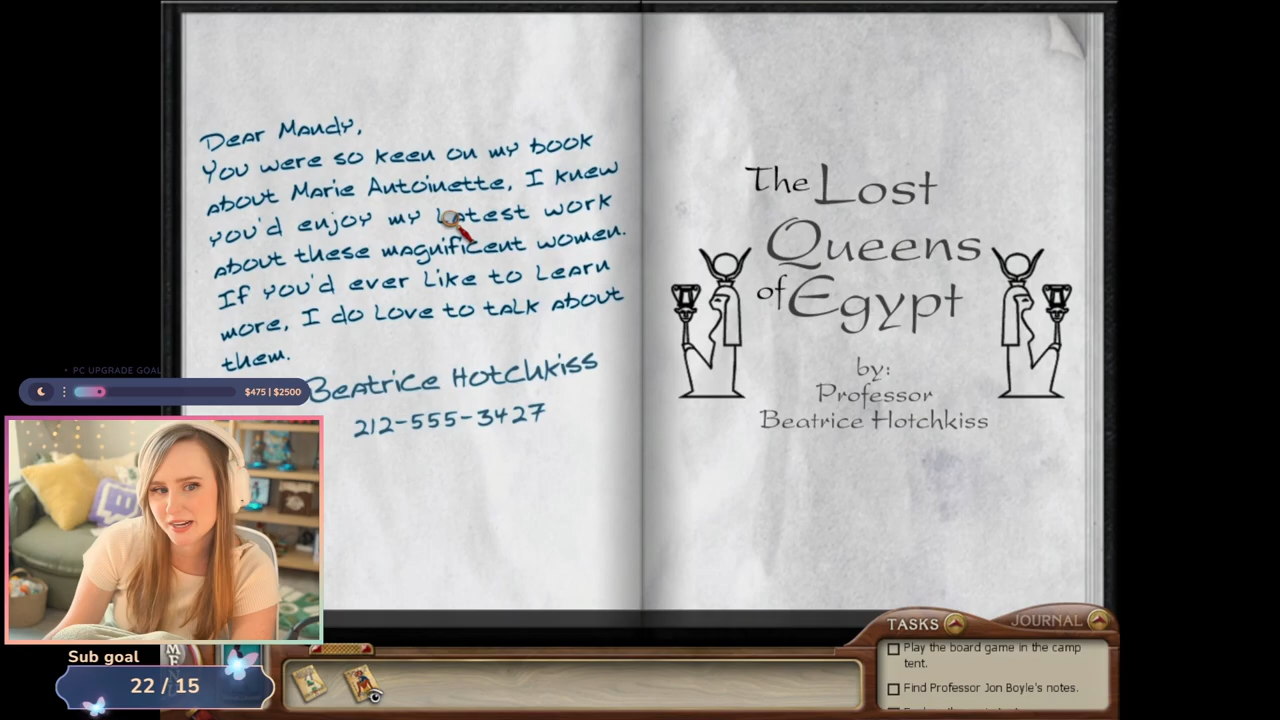 Dear Mandy,
You were so keen on my book
about Marie Antoinette, I knew
you'd enjoy my latest work
about these magnificent women.
If you'd ever like to learn
more, I do love to talk about
them.
Beatrice Hotchkiss
212-555-3427
The Lost
Queens
of Egypt
by:
Professor
Beatrice Hotchkiss
PC UPGRADE GOAL
$475 | $2500
Sub goal
22 / 15
TASKS
JOURNAL
Play the board game in the camp
tent.
Find Professor Jon Boyle's notes.